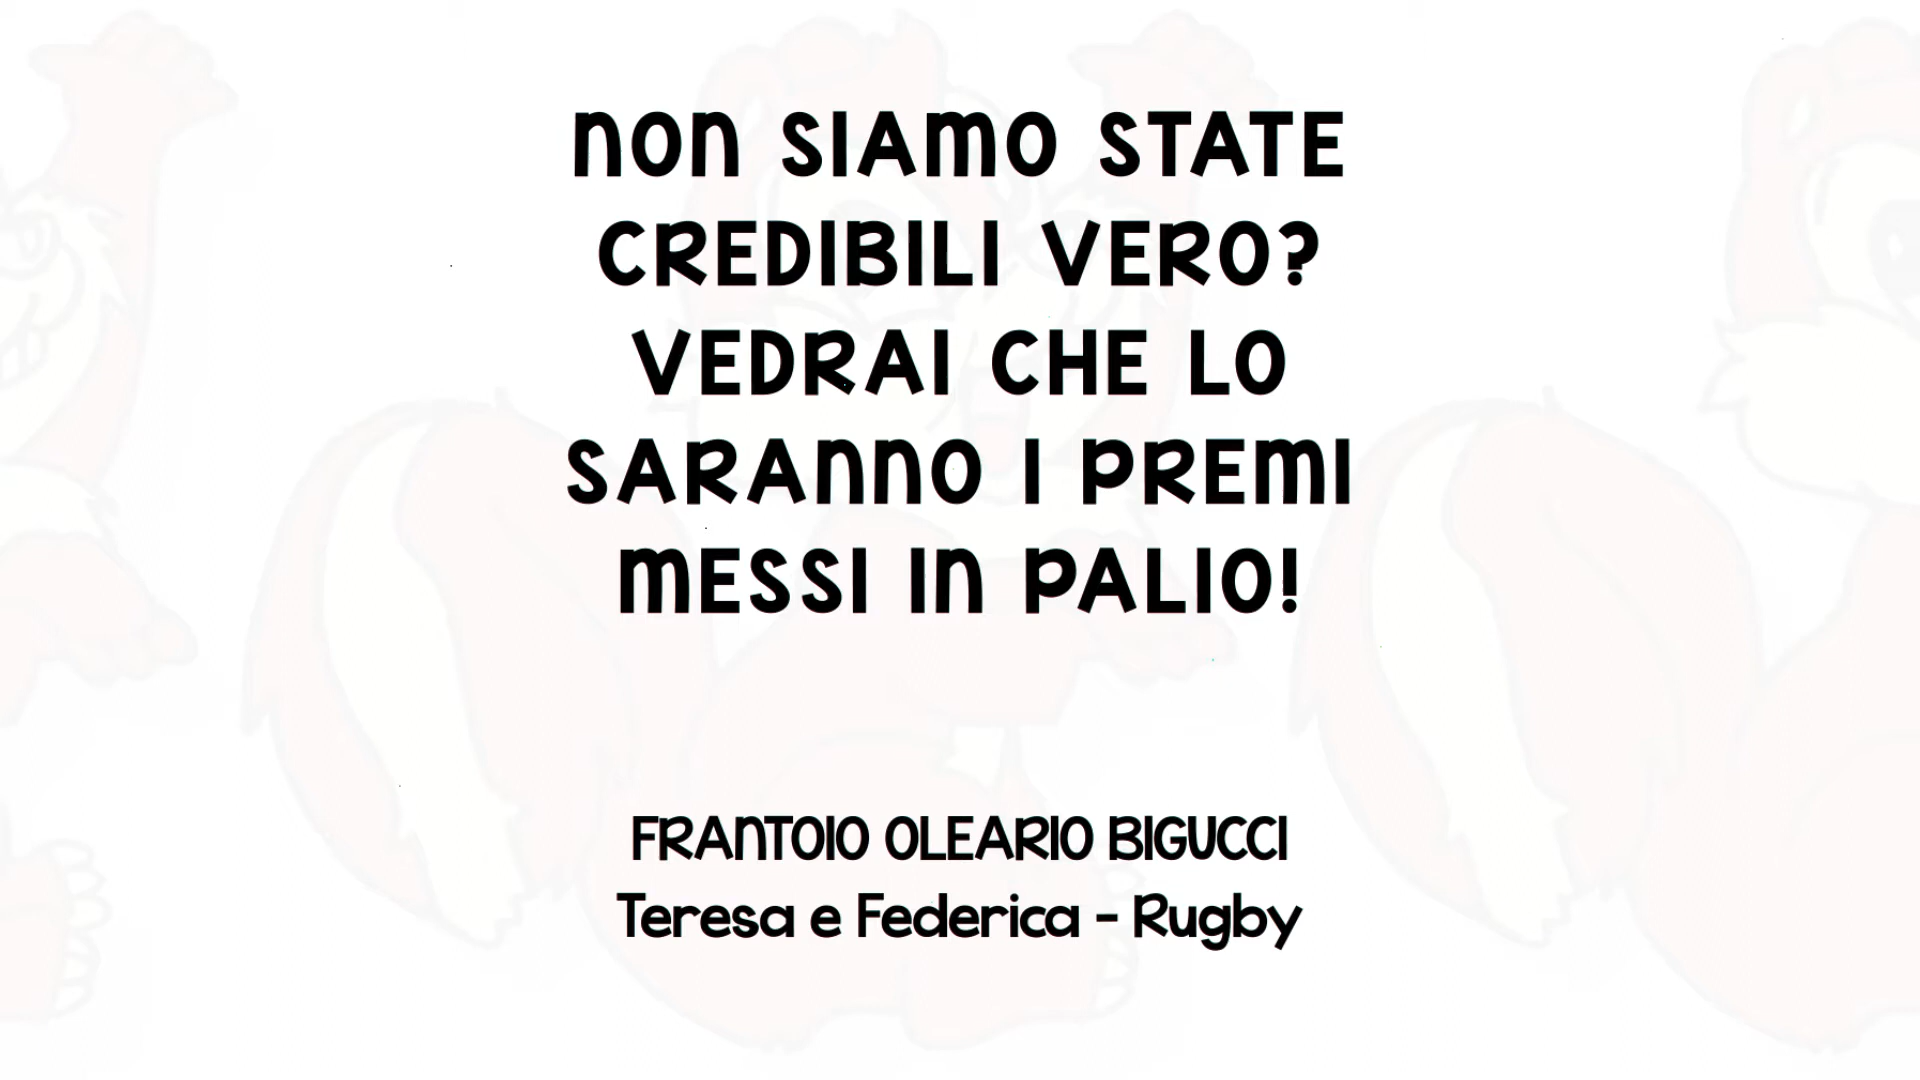 NON SIAMO STATE
CREDIBILI VERO?
VEDRAI CHE LO
SARANNO I PREMI
MESSI IN PALIO!
FRANTOIO OLEARIO BIGUCCI
Teresa e Federica - Rugby